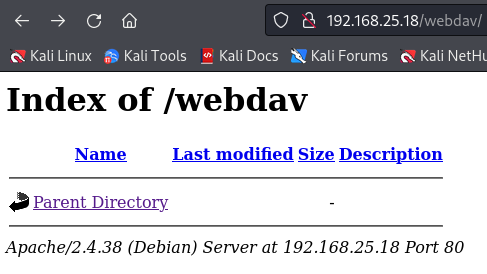 192.168.25.18/webdav/
Kali Linux Kali Tools Kali Docs Kali Forums Kali NetHu
Index of /webdav
Name Last modified Size Description
Parent Directory -
Apache/2.4.38 (Debian) Server at 192.168.25.18 Port 80